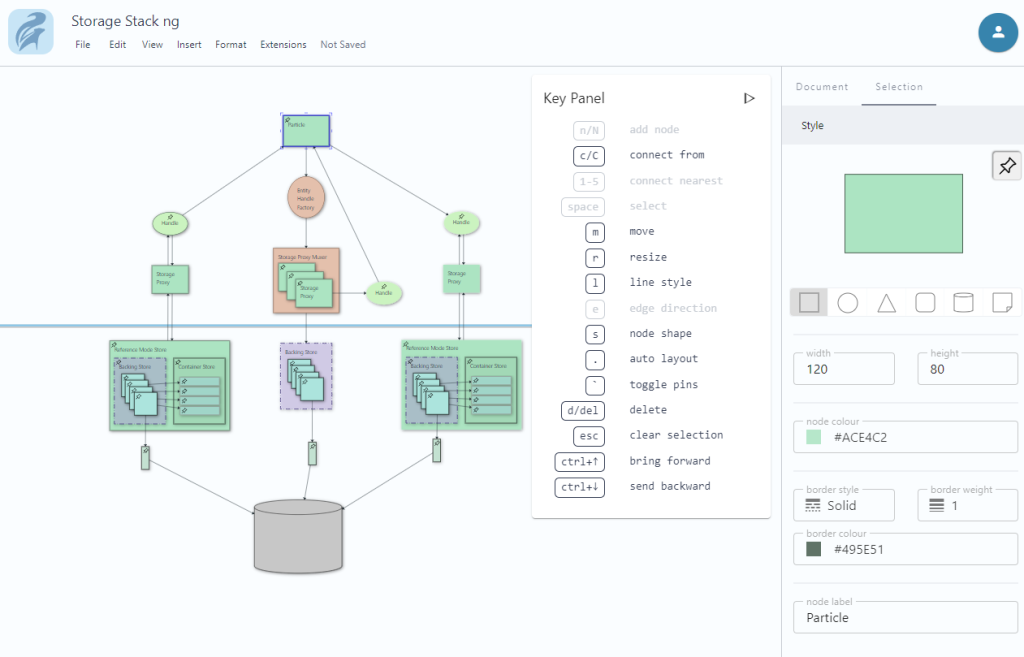 Storage Stack ng
File Edit View Insert Format Extensions Not Saved
Particle
Entity
Handle
Factory
Handle
Handle
Storage
Proxy
Storage Proxy Muxer
Storage
Proxy
Handle
Storage
Proxy
Reference Mode Store
Backing Store
Container Store
Backing Store
Reference Mode Store
Backing Store
Container Store
Key Panel
n/N add node
c/C connect from
1-5 connect nearest
space select
m move
r resize
l line style
e edge direction
s node shape
. auto layout
` toggle pins
d/del delete
esc clear selection
ctrl+↑ bring forward
ctrl+↓ send backward
Document Selection
Style
width
120
height
80
node colour
#ACE4C2
border style
Solid
border weight
1
border colour
#495E51
node label
Particle